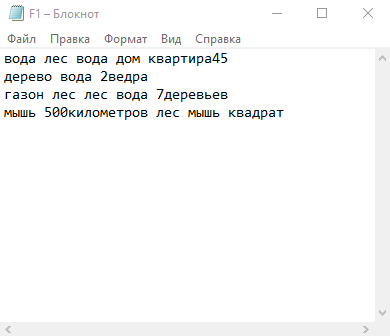 F1 – Блокнот
Файл Правка Формат Вид Справка
вода лес вода дом квартира45
дерево вода 2ведра
газон лес лес вода 7деревьев
мышь 500километров лес мышь квадрат